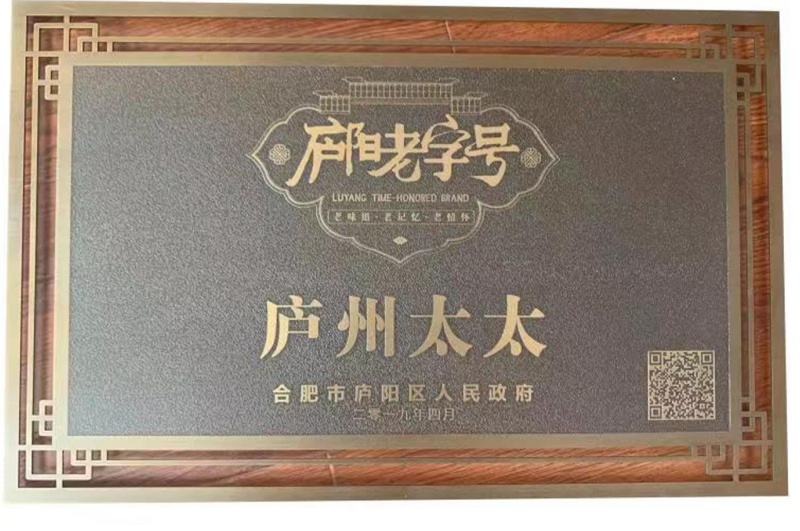 庐阳老字号
LUYANG TIME-HONORED BRAND
老味道·老记忆·老情怀
庐州太太
合肥市庐阳区人民政府
二零一九年四月